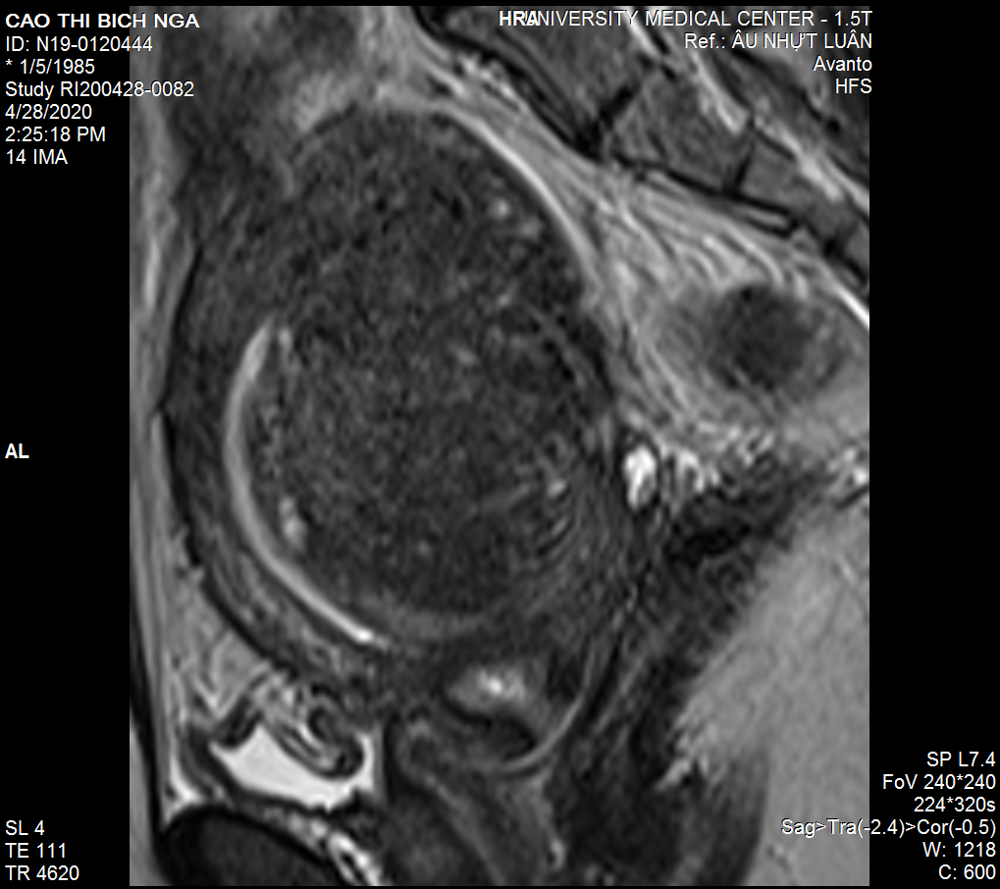 CAO THI BICH NGA
ID: N19-0120444
* 1/5/1985
Study RI200428-0082
4/28/2020
2:25:18 PM
14 IMA
HRA
UNIVERSITY MEDICAL CENTER - 1.5T
Ref.: ÂU NHỰT LUÂN
Avanto
HFS
AL
SL 4
TE 111
TR 4620
SP L7.4
FoV 240*240
224*320s
Sag>Tra(-2.4)>Cor(-0.5)
W: 1218
C: 600